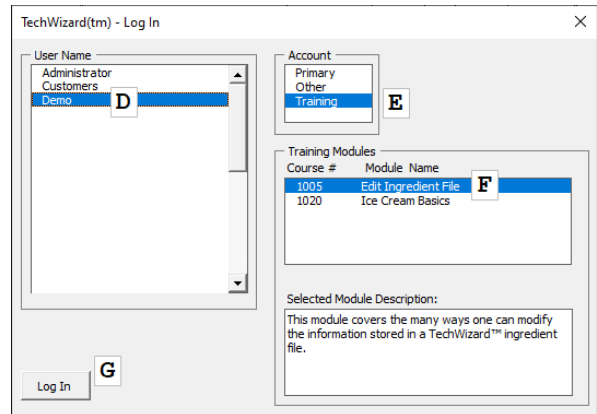 TechWizard(tm) - Log In
User Name
Administrator
Customers
Demo
D
Account
Primary
Other
Training
E
Training Modules
Course # Module Name
1005 Edit Ingredient File F
1020 Ice Cream Basics
Selected Module Description:
This module covers the many ways one can modify
the information stored in a TechWizard™ ingredient
file.
Log In
G